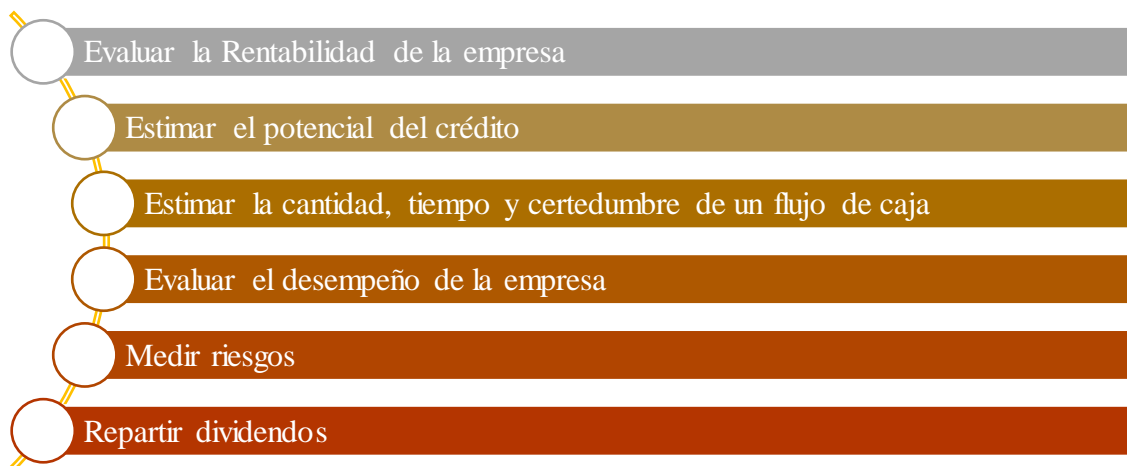 Evaluar la Rentabilidad de la empresa
Estimar el potencial del crédito
Estimar la cantidad, tiempo y certedumbre de un flujo de caja
Evaluar el desempeño de la empresa
Medir riesgos
Repartir dividendos